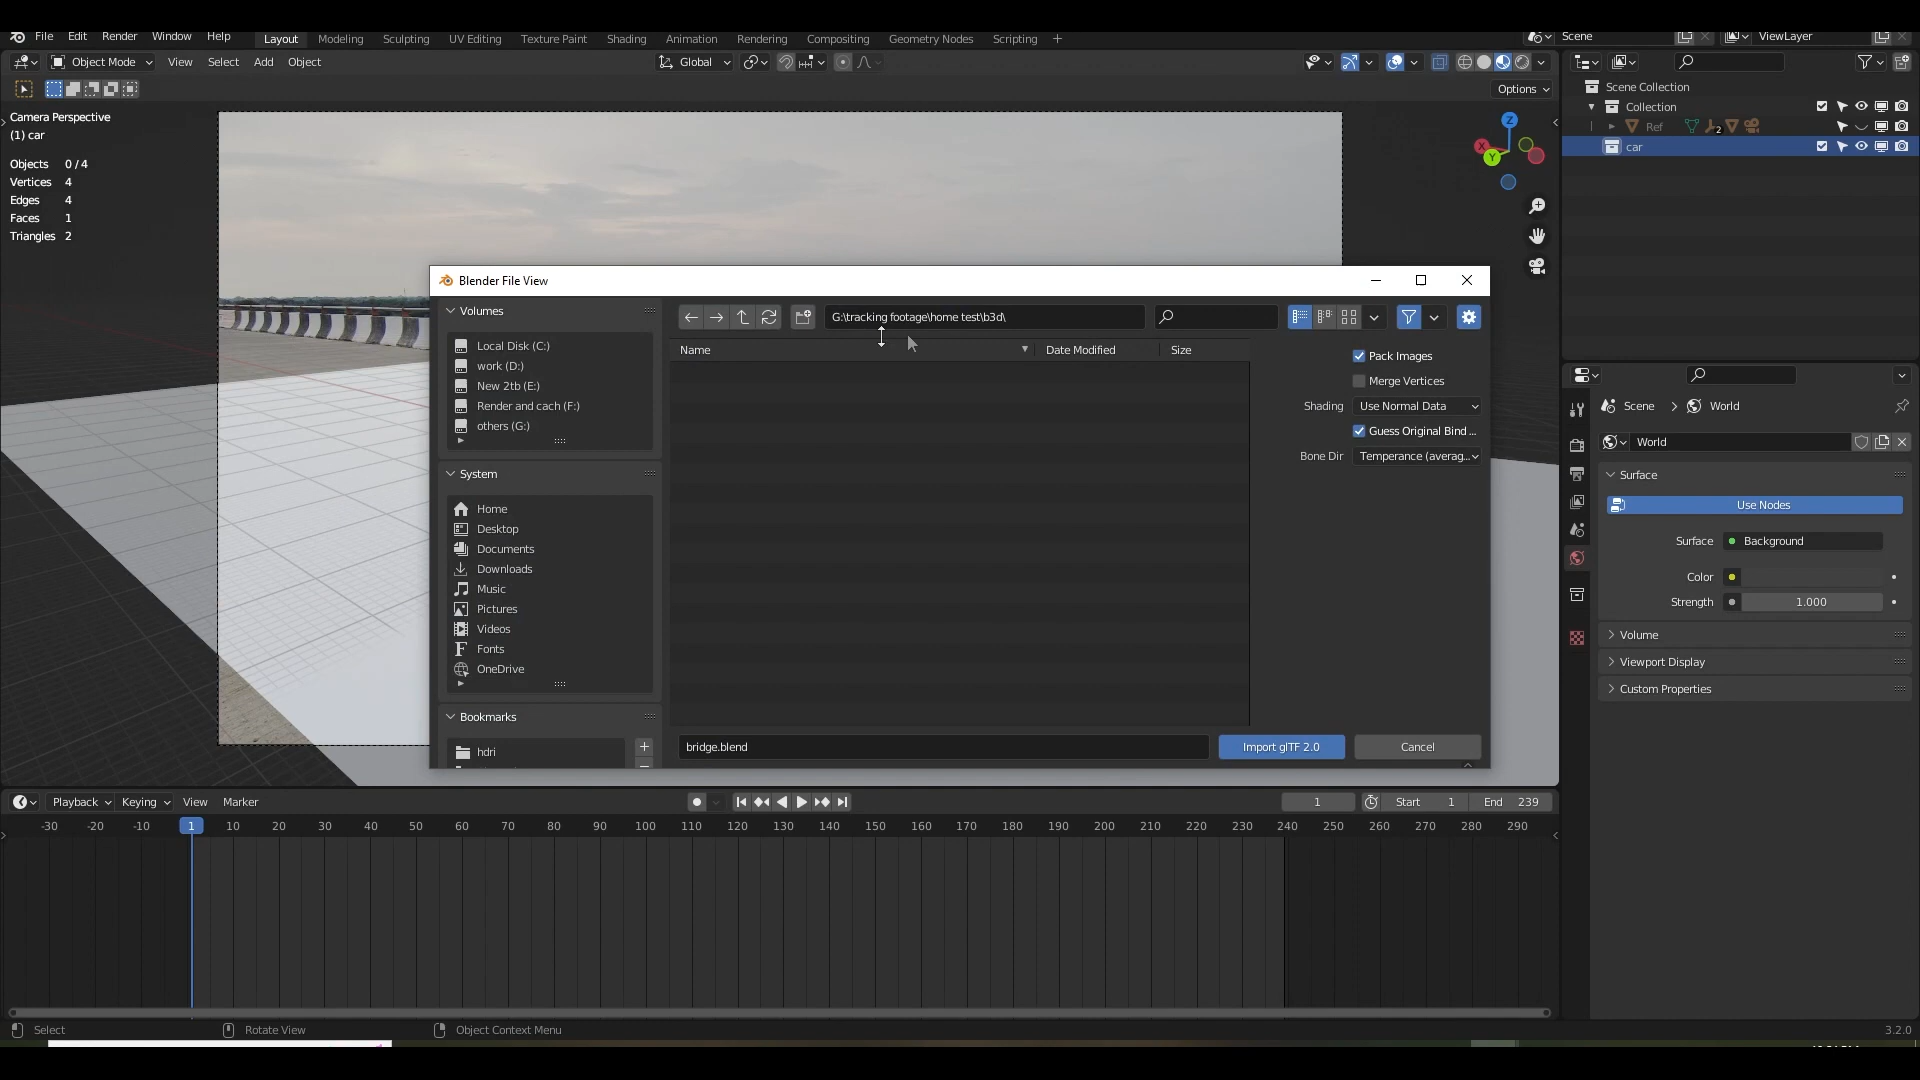 File Edit Render Window Help Layout Modeling Sculpting UV Editing Texture Paint Shading Animation Rendering Compositing Geometry Nodes Scripting + Scene ViewLayer
Object Mode View Select Add Object Global
Options
Camera Perspective
(1) car
Objects 0/4
Vertices 4
Edges 4
Faces 1
Triangles 2
Z
X
Y
Scene Collection
Collection
Ref 2
car
Blender File View
Volumes
Local Disk (C:)
work (D:)
New 2tb (E:)
Render and cach (F:)
others (G:)
System
Home
Desktop
Documents
Downloads
Music
Pictures
Videos
Fonts
OneDrive
Bookmarks
hdri
G:\tracking footage\home test\b3d\
Name Date Modified Size
Pack Images
Merge Vertices
Shading Use Normal Data
Guess Original Bind ...
Bone Dir Temperance (averag...
bridge.blend Import glTF 2.0 Cancel
Scene > World
World
Surface
Use Nodes
Surface Background
Color
Strength 1.000
Volume
Viewport Display
Custom Properties
Playback Keying View Marker 1 Start 1 End 239
-30 -20 -10 1 10 20 30 40 50 60 70 80 90 100 110 120 130 140 150 160 170 180 190 200 210 220 230 240 250 260 270 280 290
Select Rotate View Object Context Menu 3.2.0